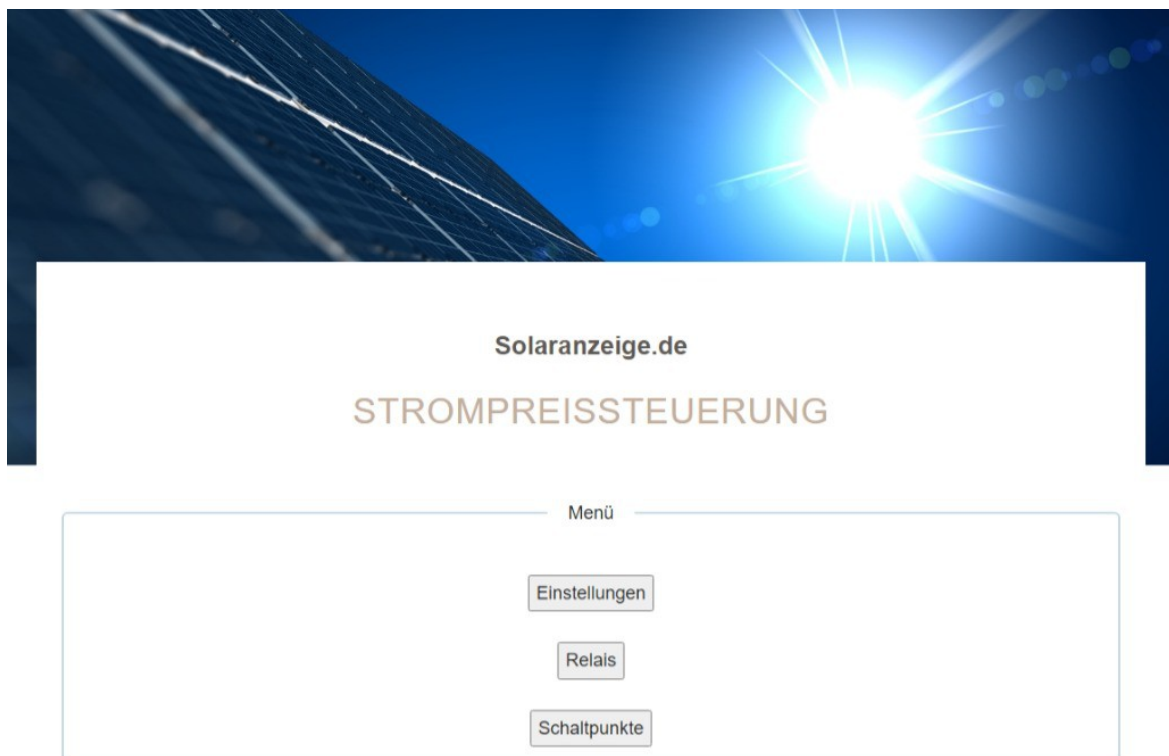 Solaranzeige.de
STROMPREISSTEUERUNG
Menü
Einstellungen
Relais
Schaltpunkte